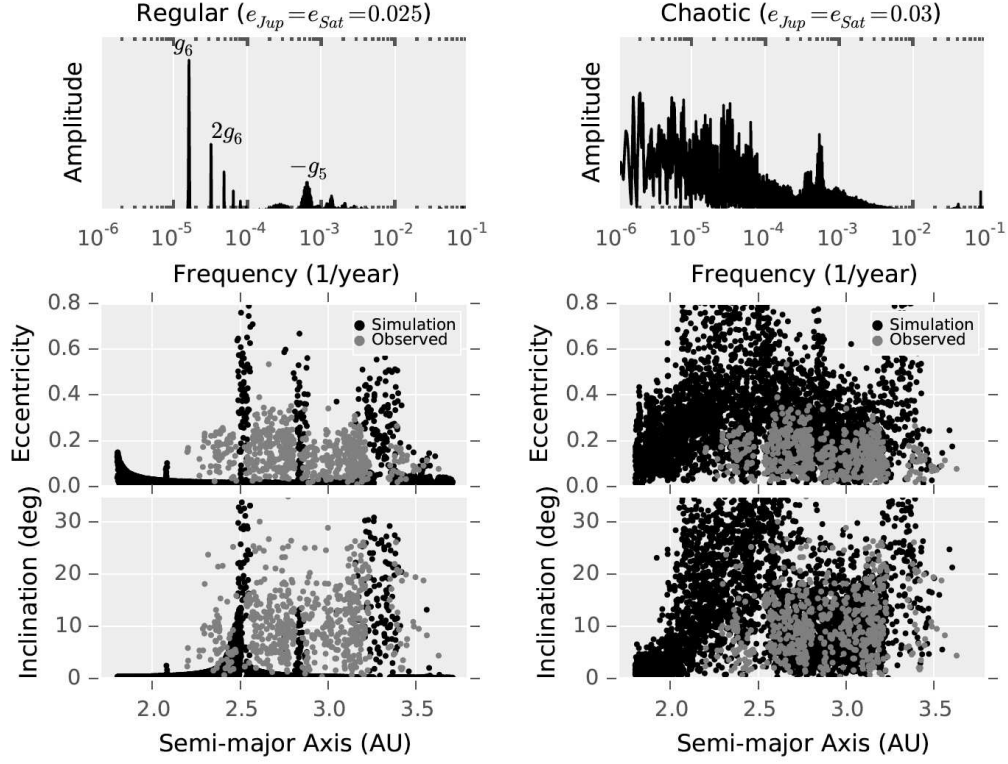 Regular (e_Jup=e_Sat=0.025)
Amplitude
g_6
2g_6
−g_5
10^-6 10^-5 10^-4 10^-3 10^-2 10^-1
Frequency (1/year)
Eccentricity
0.8
0.6
0.4
0.2
0.0
Simulation
Observed
Inclination (deg)
30
20
10
0
2.0 2.5 3.0 3.5
Semi-major Axis (AU)
Chaotic (e_Jup=e_Sat=0.03)
Amplitude
10^-6 10^-5 10^-4 10^-3 10^-2 10^-1
Frequency (1/year)
Eccentricity
0.8
0.6
0.4
0.2
0.0
Simulation
Observed
Inclination (deg)
30
20
10
0
2.0 2.5 3.0 3.5
Semi-major Axis (AU)